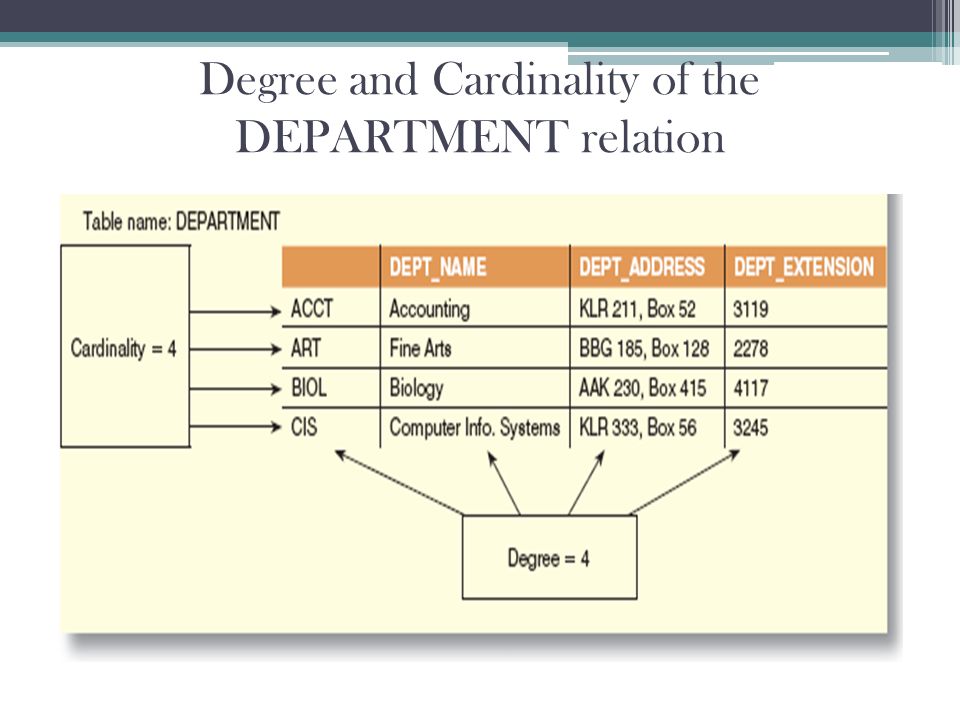 Degree and Cardinality of the
DEPARTMENT relation
Table name: DEPARTMENT
DEPT_NAME DEPT_ADDRESS DEPT_EXTENSION
ACCT Accounting KLR 211, Box 52 3119
Cardinality = 4 ART Fine Arts BBG 185, Box 128 2278
BIOL Biology AAK 230, Box 415 4117
CIS Computer Info. Systems KLR 333, Box 56 3245
Degree = 4